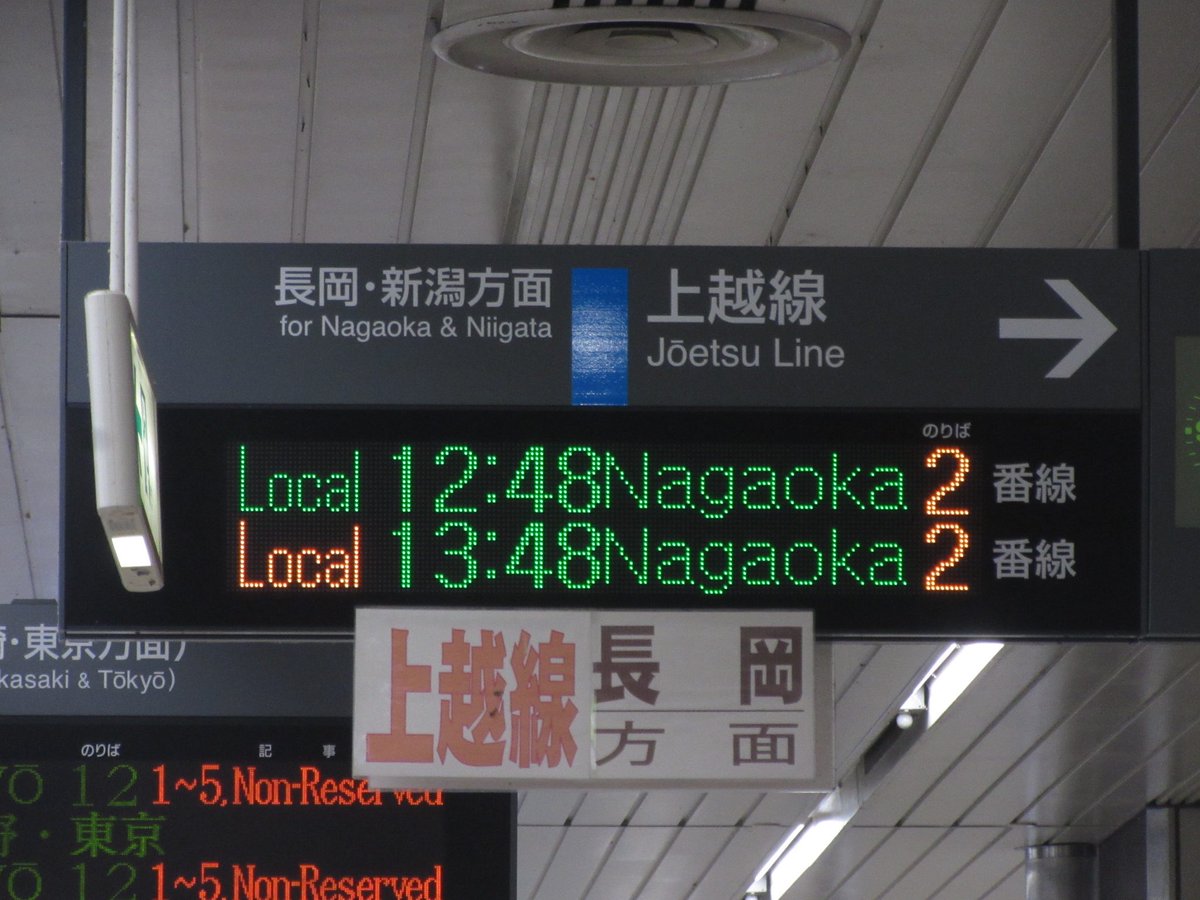 長岡・新潟方面
for Nagaoka & Niigata
上越線
Jōetsu Line
のりば
Local 12:48 Nagaoka 2 番線
Local 13:48 Nagaoka 2 番線
上越線 長岡方面
・東京方面)
kasaki & Tōkyō)
のりば 記事
ō 12 1~5,Non-Reserved
・東京
ō 12 1~5,Non-Reserved